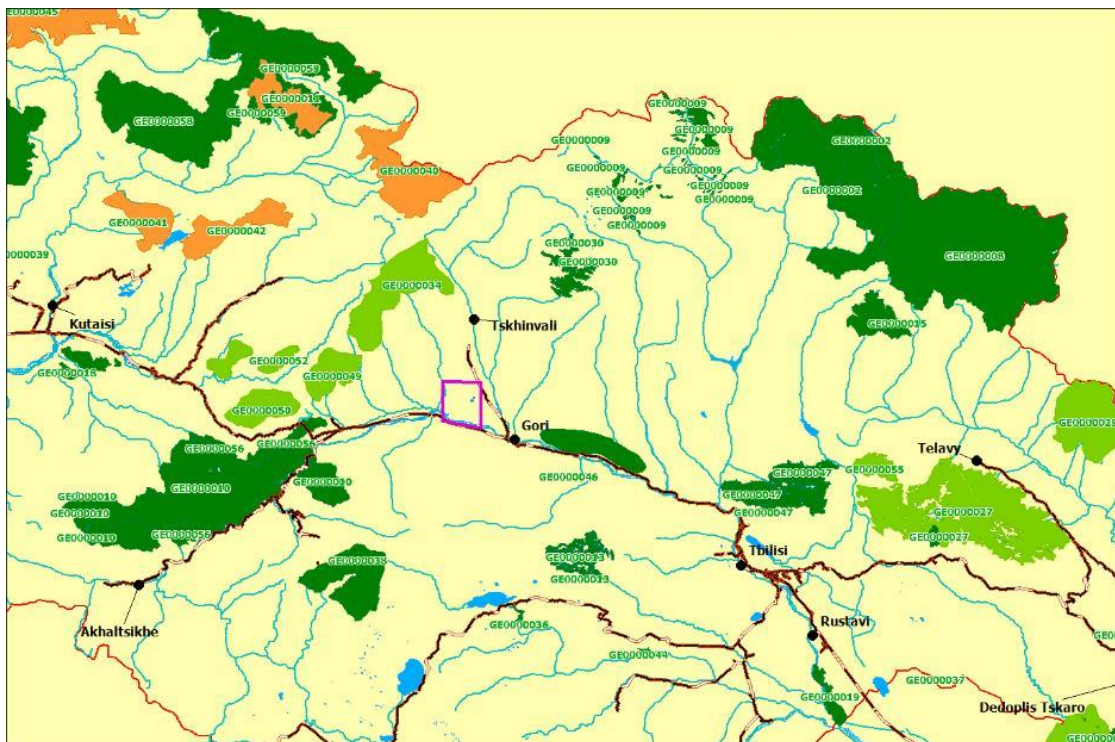 GE0000045
GE0000059
GE0000011
GE0000058
GE0000059
GE0000009
GE0000009
GE0000002
GE0000009
GE0000040
GE0000009
GE0000009
GE0000009
GE0000002
GE0000009
GE0000009
GE0000009
GE0000041
GE0000042
GE0000030
GE0000030
GE0000008
GE0000034
Kutaisi
Tskhinvali
GE0000015
GE0000052
GE0000049
GE0000018
GE0000050
GE0000029
GE0000056
GE0000056
Gori
Telavy
GE0000010
GE0000010
GE0000010
GE0000046
GE0000047
GE0000055
GE0000047
GE0000010
GE0000047
GE0000027
GE0000010
GE0000056
GE0000027
GE0000013
GE0000013
Tbilisi
Akhaltsikhe
GE0000036
Rustavi
GE0000044
GE0000037
GE0000019
Dedoplis Tskaro